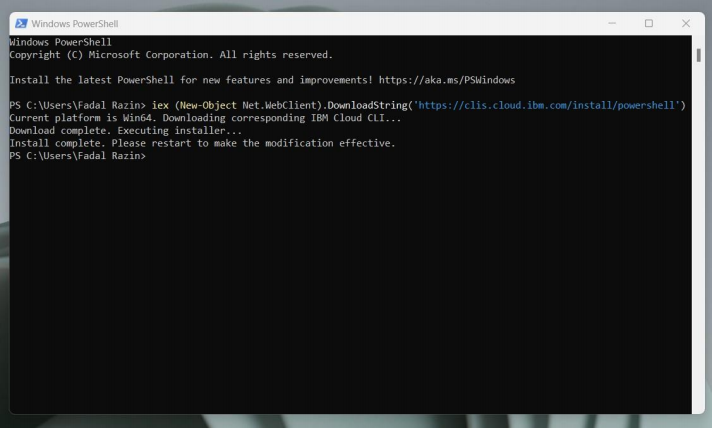 Windows PowerShell
Windows PowerShell
Copyright (C) Microsoft Corporation. All rights reserved.
Install the latest PowerShell for new features and improvements! https://aka.ms/PSWindows
PS C:\Users\Fadal Razin> iex (New-Object Net.WebClient).DownloadString('https://clis.cloud.ibm.com/install/powershell')
Current platform is Win64. Downloading corresponding IBM Cloud CLI...
Download complete. Executing installer...
Install complete. Please restart to make the modification effective.
PS C:\Users\Fadal Razin>